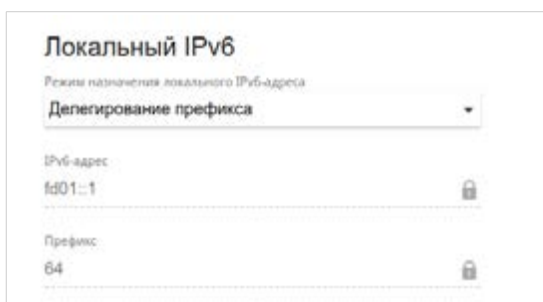 Локальный IPv6
Режим назначения локального IPv6-адреса
Делегирование префикса
IPv6-адрес
fd01::1
Префикс
64